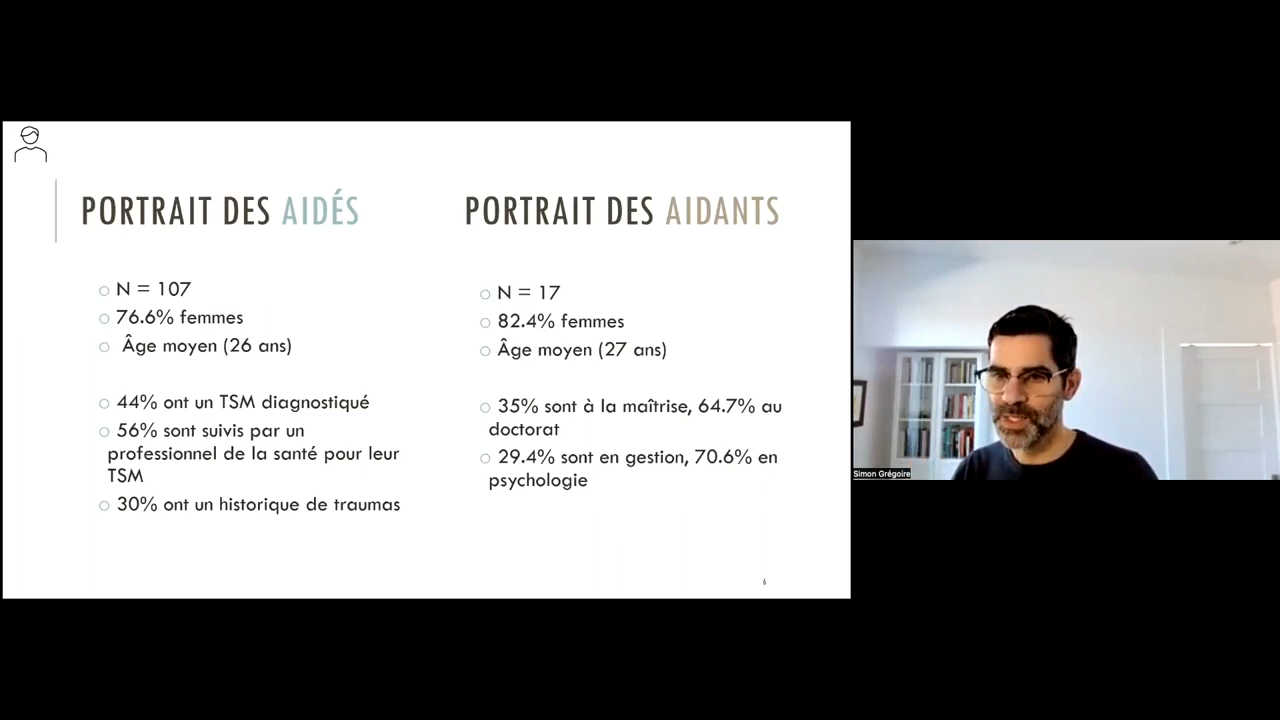 PORTRAIT DES AIDÉS
N = 107
76.6% femmes
Âge moyen (26 ans)
44% ont un TSM diagnostiqué
56% sont suivis par un
professionnel de la santé pour leur
TSM
30% ont un historique de traumas
PORTRAIT DES AIDANTS
N = 17
82.4% femmes
Âge moyen (27 ans)
35% sont à la maîtrise, 64.7% au
doctorat
29.4% sont en gestion, 70.6% en
psychologie
6
Simon Grégoire